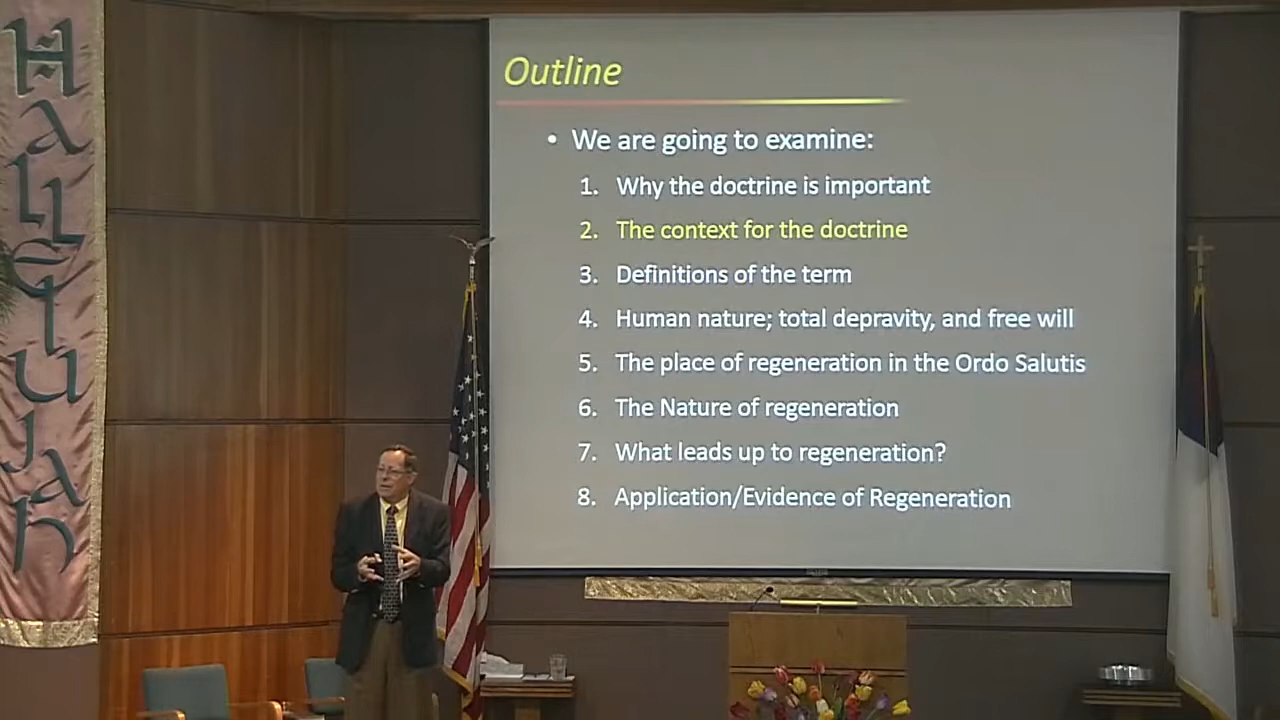 Hallelujah
Outline
• We are going to examine:
1. Why the doctrine is important
2. The context for the doctrine
3. Definitions of the term
4. Human nature; total depravity, and free will
5. The place of regeneration in the Ordo Salutis
6. The Nature of regeneration
7. What leads up to regeneration?
8. Application/Evidence of Regeneration